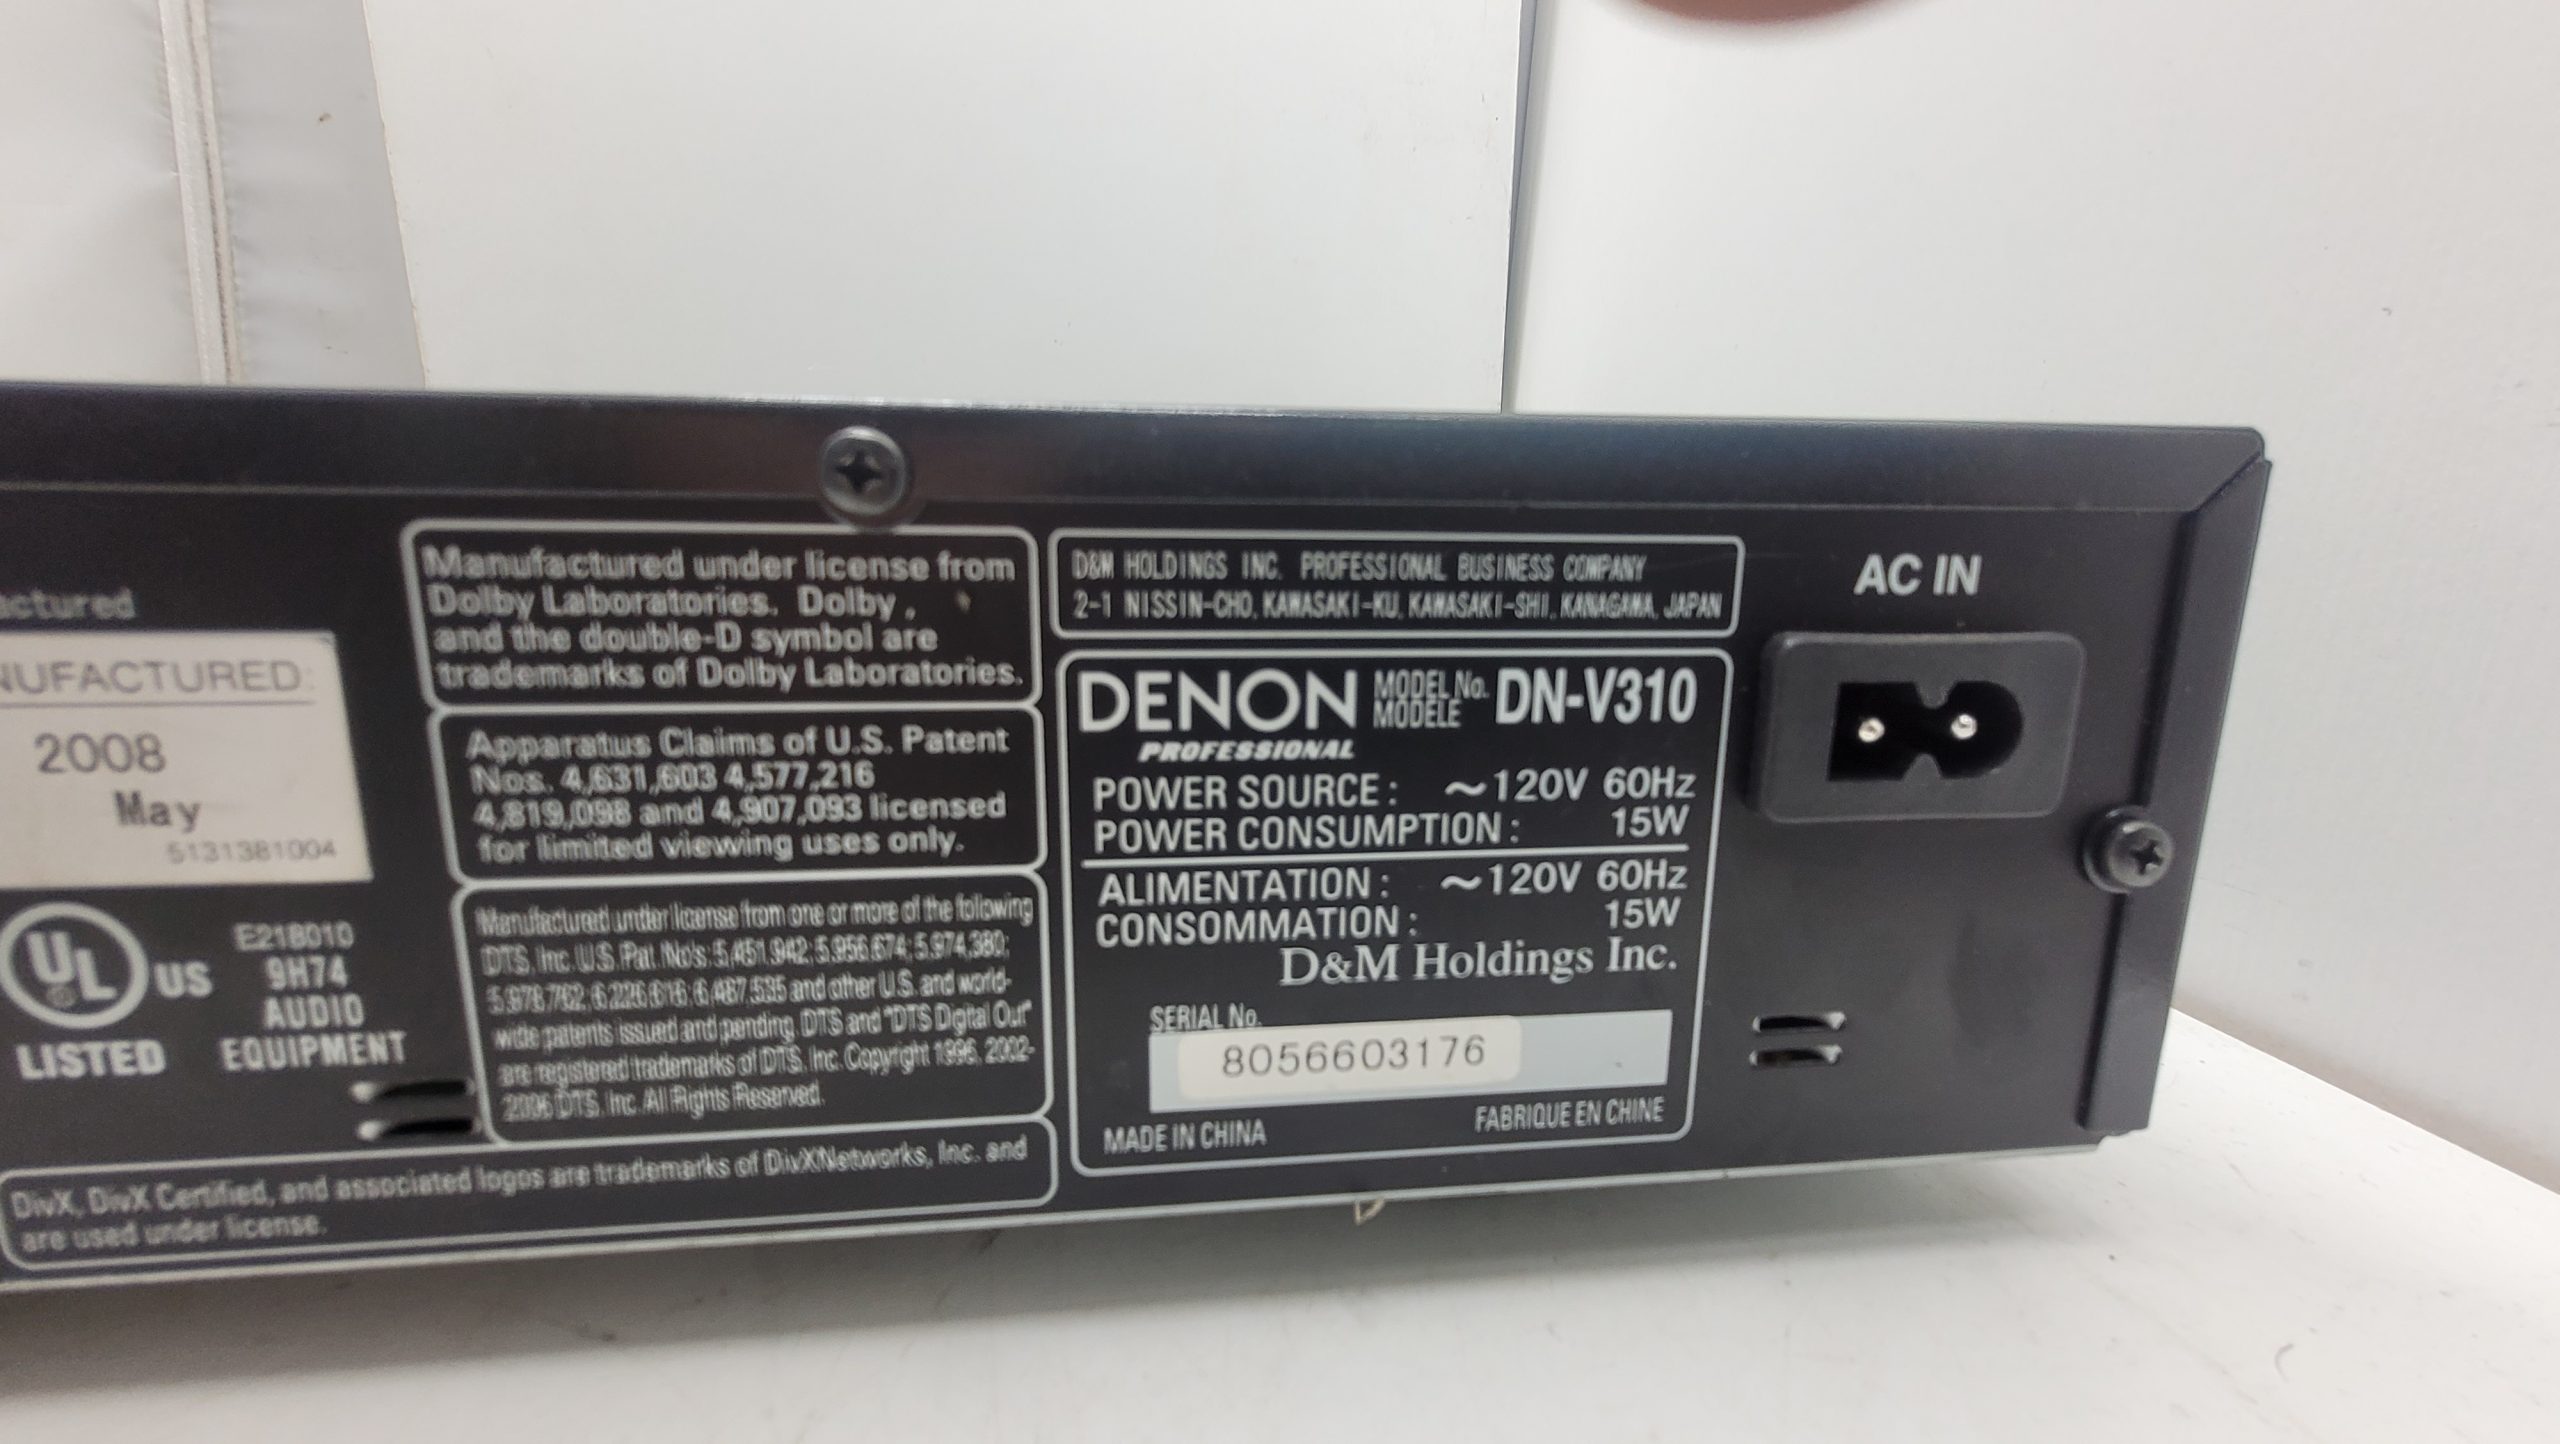 actured
NUFACTURED:
2008
May
5131381004
UL
US
LISTED
E218010
9H74
AUDIO
EQUIPMENT
Manufactured under license from
Dolby Laboratories. Dolby,
and the double-D symbol are
trademarks of Dolby Laboratories.
Apparatus Claims of U.S. Patent
Nos. 4,631,603 4,577,216
4,819,098 and 4,907,093 licensed
for limited viewing uses only.
Manufactured under license from one or more of the following
DTS, Inc. U.S. Pat. No's: 5,451,942; 5,956,674; 5,974,380;
5,978,762; 6,226,616; 6,487,535 and other U.S. and world-
wide patents issued and pending. DTS and "DTS Digital Out"
are registered trademarks of DTS, Inc. Copyright 1996, 2002-
2006 DTS, Inc. All Rights Reserved.
DivX, DivX Certified, and associated logos are trademarks of DivXNetworks, Inc. and
are used under license.
D&M HOLDINGS INC. PROFESSIONAL BUSINESS COMPANY
2-1 NISSIN-CHO, KAWASAKI-KU, KAWASAKI-SHI, KANAGAWA, JAPAN
DENON MODEL No. DN-V310
MODELE
PROFESSIONAL
POWER SOURCE : ~120V 60Hz
POWER CONSUMPTION : 15W
ALIMENTATION : ~120V 60Hz
CONSOMMATION : 15W
D&M Holdings Inc.
SERIAL No.
8056603176
MADE IN CHINA FABRIQUE EN CHINE
AC IN